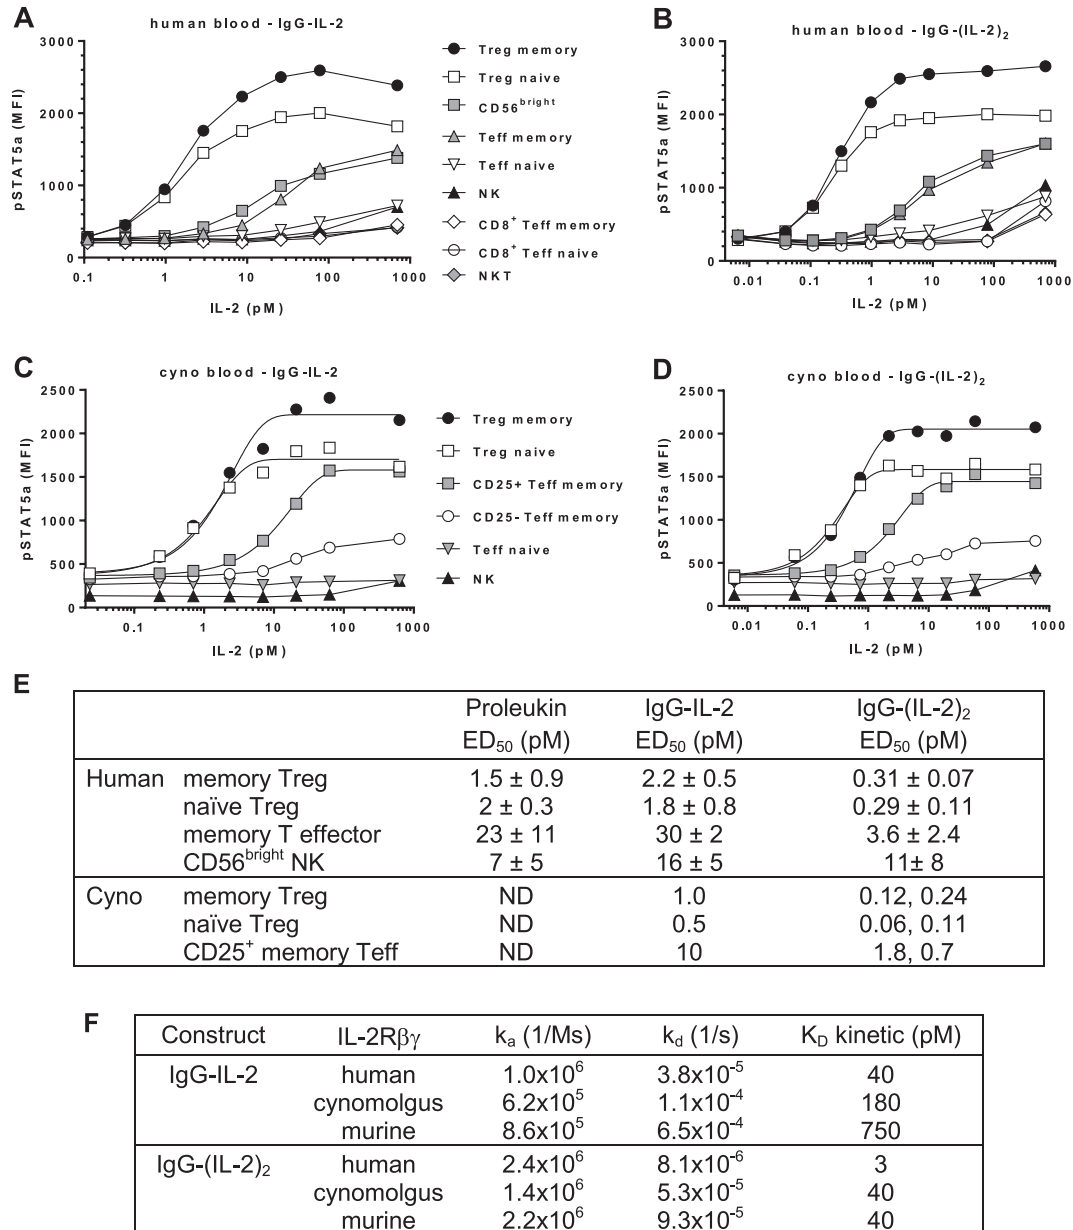 A
human blood - IgG-IL-2
3000
2000
1000
0
pSTAT5a (MFI)
0.1
1
10
100
1000
IL-2 (pM)
Treg memory
Treg naive
CD56bright
Teff memory
Teff naive
NK
CD8+ Teff memory
CD8+ Teff naive
NKT
B
human blood - IgG-(IL-2)2
3000
2000
1000
0
pSTAT5a (MFI)
0.01
0.1
1
10
100
1000
IL-2 (pM)
C
cyno blood - IgG-IL-2
2500
2000
1500
1000
500
0
pSTAT5a (MFI)
0.1
1
10
100
1000
IL-2 (pM)
Treg memory
Treg naive
CD25+ Teff memory
CD25- Teff memory
Teff naive
NK
D
cyno blood - IgG-(IL-2)2
2500
2000
1500
1000
500
0
pSTAT5a (MFI)
0.01
0.1
1
10
100
1000
IL-2 (pM)
E
Proleukin IgG-IL-2 IgG-(IL-2)2
ED50 (pM) ED50 (pM) ED50 (pM)
Human memory Treg 1.5 ± 0.9 2.2 ± 0.5 0.31 ± 0.07
naïve Treg 2 ± 0.3 1.8 ± 0.8 0.29 ± 0.11
memory T effector 23 ± 11 30 ± 2 3.6 ± 2.4
CD56bright NK 7 ± 5 16 ± 5 11± 8
Cyno memory Treg ND 1.0 0.12, 0.24
naïve Treg ND 0.5 0.06, 0.11
CD25+ memory Teff ND 10 1.8, 0.7
F
Construct IL-2Rβγ ka (1/Ms) kd (1/s) KD kinetic (pM)
IgG-IL-2 human 1.0x10^6 3.8x10^-5 40
cynomolgus 6.2x10^5 1.1x10^-4 180
murine 8.6x10^5 6.5x10^-4 750
IgG-(IL-2)2 human 2.4x10^6 8.1x10^-6 3
cynomolgus 1.4x10^6 5.3x10^-5 40
murine 2.2x10^6 9.3x10^-5 40